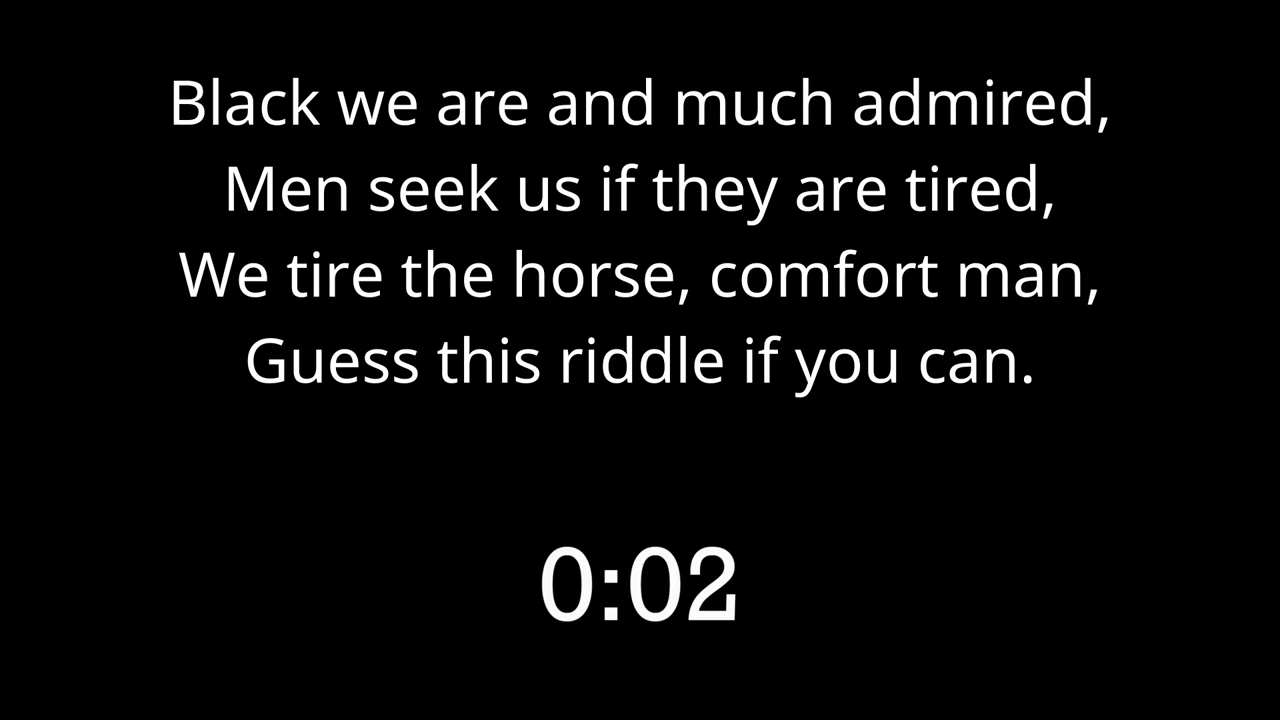 Black we are and much admired,
Men seek us if they are tired,
We tire the horse, comfort man,
Guess this riddle if you can.
0:02